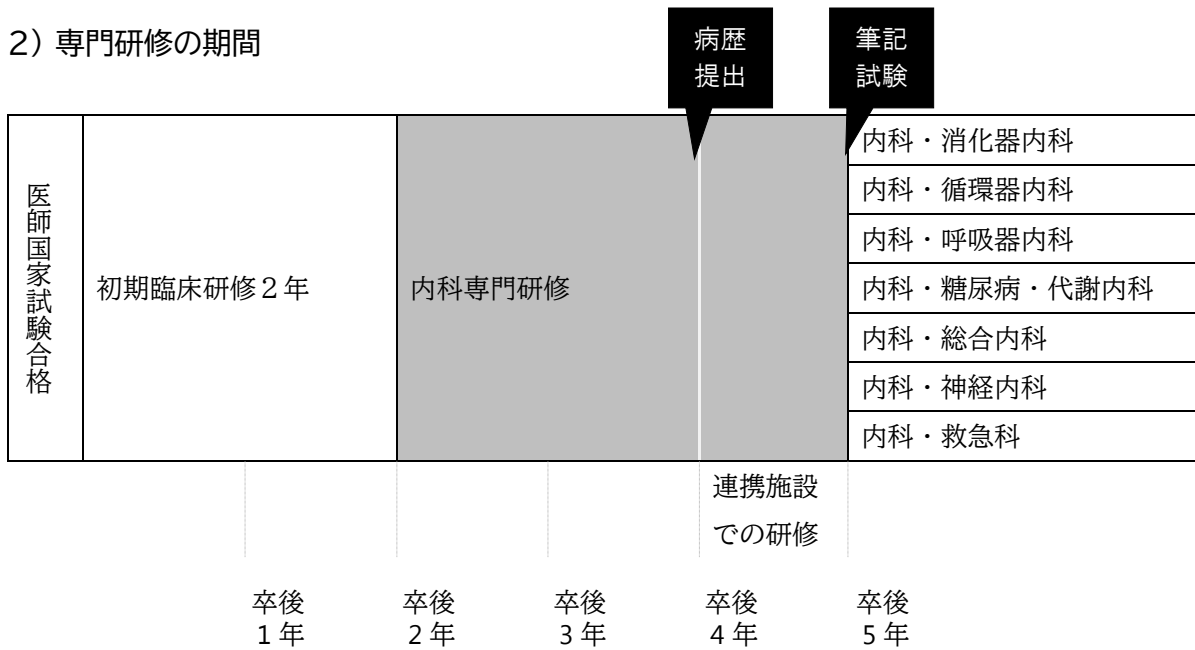 2）専門研修の期間
病歴
提出
筆記
試験
医師国家試験合格
初期臨床研修２年
内科専門研修
内科・消化器内科
内科・循環器内科
内科・呼吸器内科
内科・糖尿病・代謝内科
内科・総合内科
内科・神経内科
内科・救急科
連携施設
での研修
卒後
1年
卒後
2年
卒後
3年
卒後
4年
卒後
5年